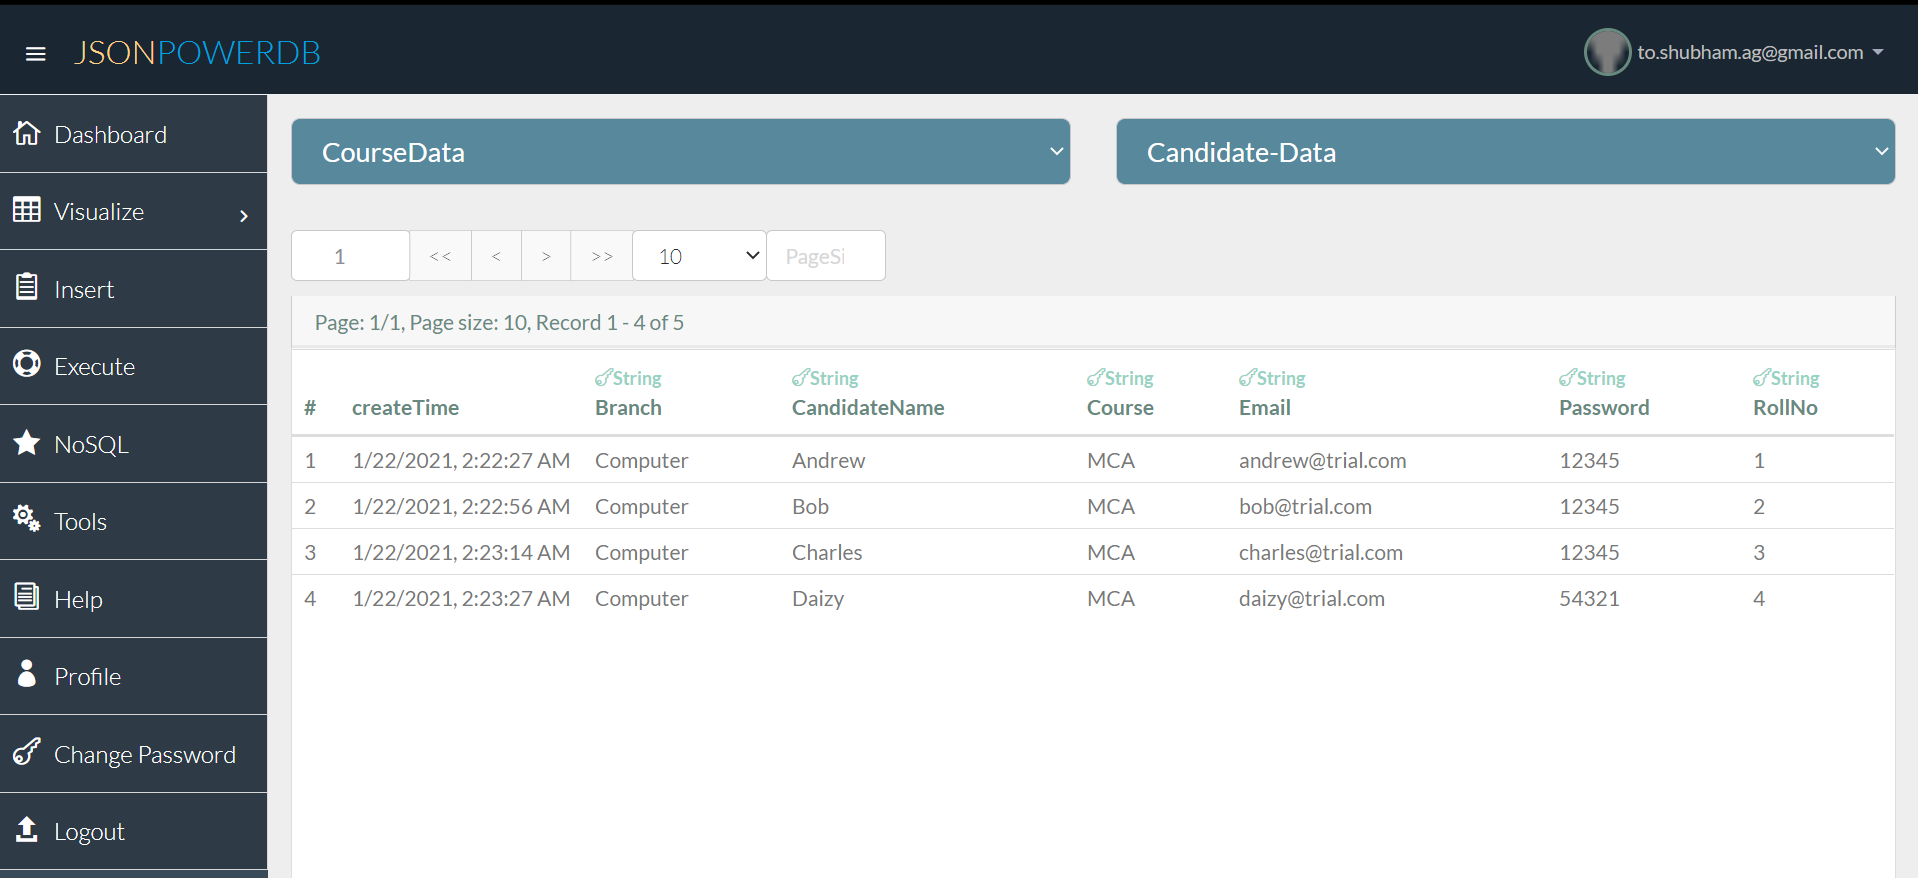 JSONPOWERDB
to.shubham.ag@gmail.com
Dashboard
Visualize
Insert
Execute
NoSQL
Tools
Help
Profile
Change Password
Logout
CourseData
Candidate-Data
1 << < > >> 10 PageSi
Page: 1/1, Page size: 10, Record 1 - 4 of 5
String String String String String String
# createTime Branch CandidateName Course Email Password RollNo
1 1/22/2021, 2:22:27 AM Computer Andrew MCA andrew@trial.com 12345 1
2 1/22/2021, 2:22:56 AM Computer Bob MCA bob@trial.com 12345 2
3 1/22/2021, 2:23:14 AM Computer Charles MCA charles@trial.com 12345 3
4 1/22/2021, 2:23:27 AM Computer Daizy MCA daizy@trial.com 54321 4